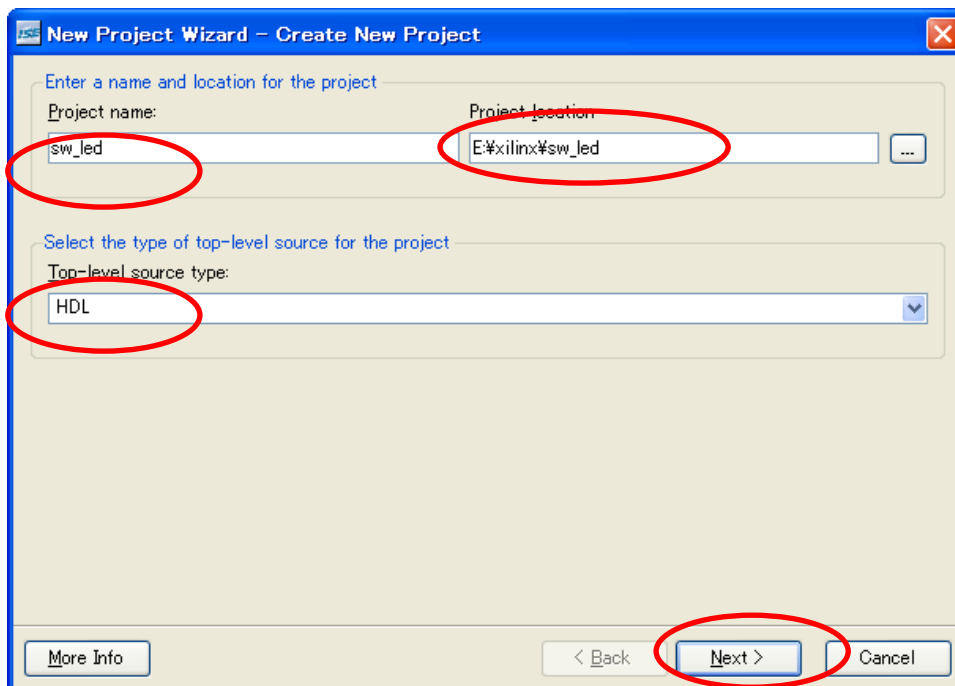 ISE New Project Wizard - Create New Project
Enter a name and location for the project
Project name: Project location
sw_led E:¥xilinx¥sw_led ...
Select the type of top-level source for the project
Top-level source type:
HDL
More Info < Back Next > Cancel